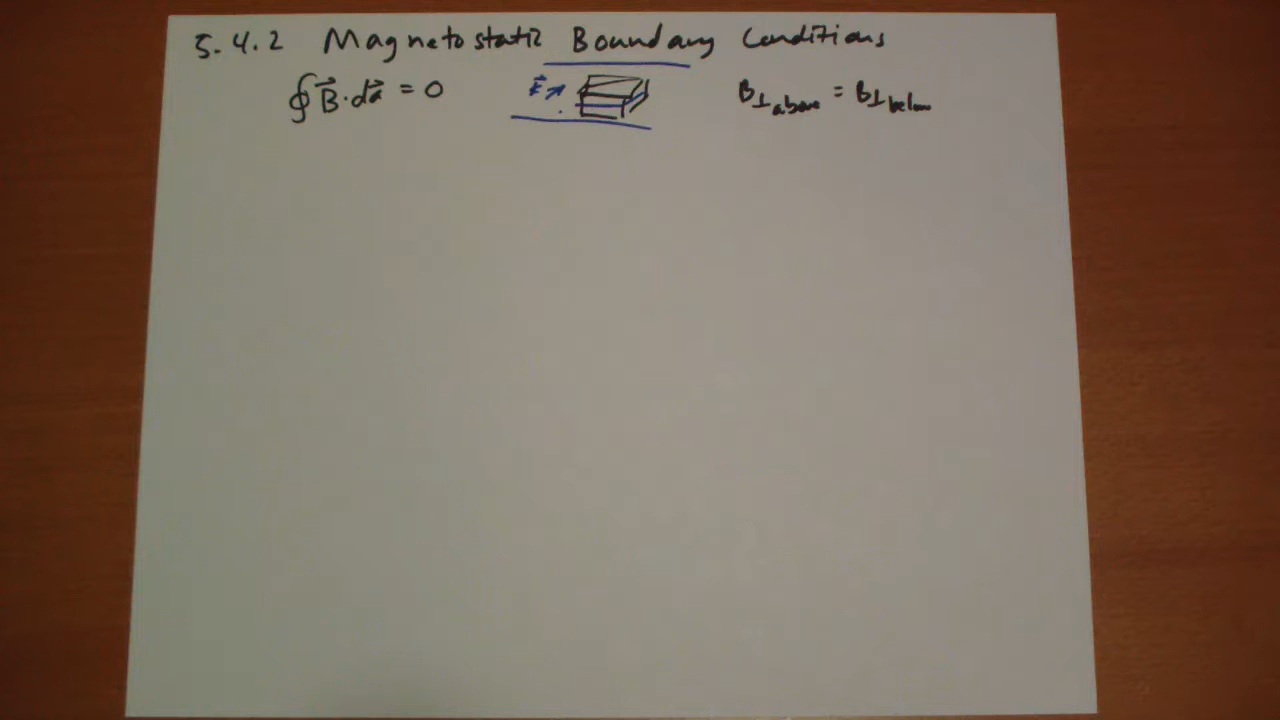 5.4.2 Magnetostatic Boundary Conditions
∮B⃗·da⃗ = 0 K⃗ B⊥above = B⊥below